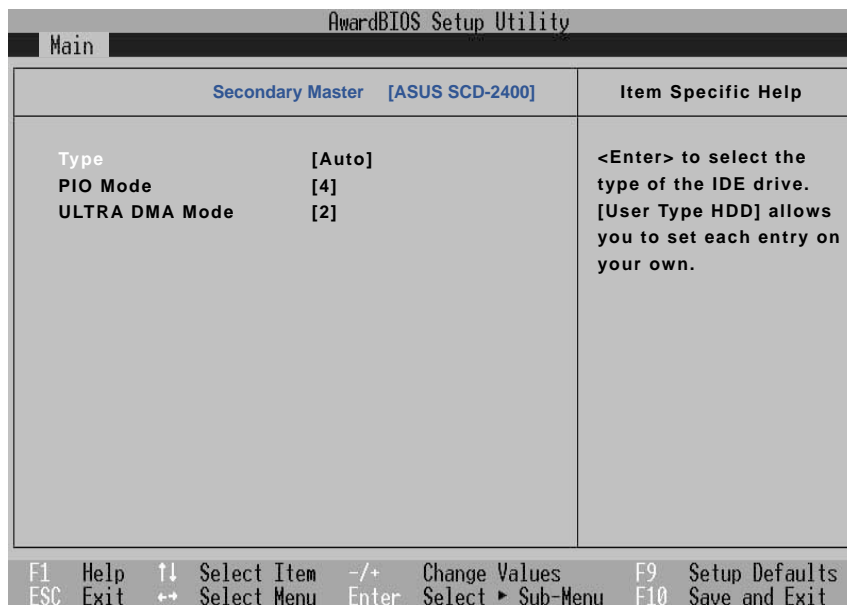 AwardBIOS Setup Utility
Main
Secondary Master [ASUS SCD-2400]
Item Specific Help
Type [Auto]
PIO Mode [4]
ULTRA DMA Mode [2]
<Enter> to select the
type of the IDE drive.
[User Type HDD] allows
you to set each entry on
your own.
F1 Help ↑↓ Select Item -/+ Change Values F9 Setup Defaults
ESC Exit ←→ Select Menu Enter Select ► Sub-Menu F10 Save and Exit